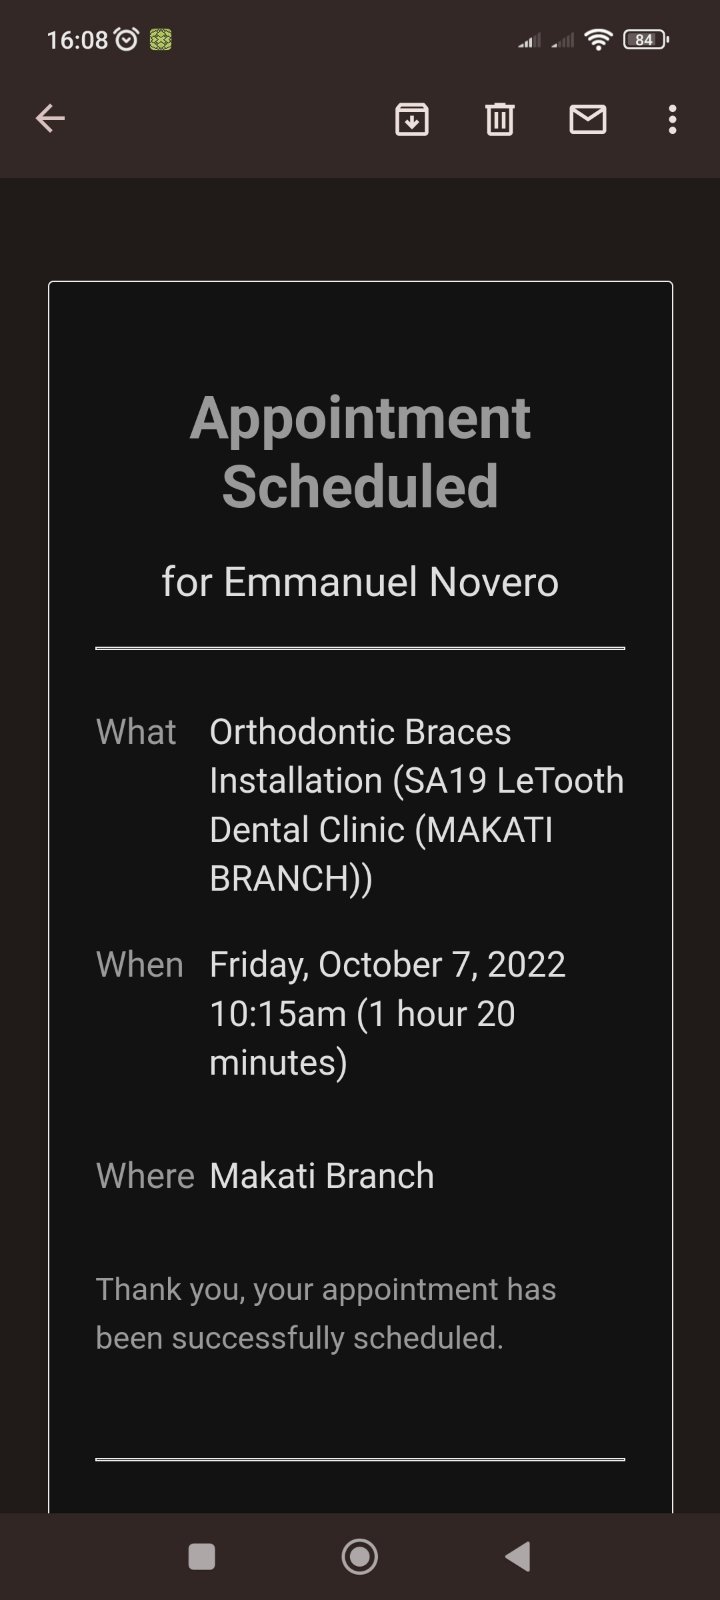 16:08
84
Appointment
Scheduled
for Emmanuel Novero
What Orthodontic Braces
Installation (SA19 LeTooth
Dental Clinic (MAKATI
BRANCH))
When Friday, October 7, 2022
10:15am (1 hour 20
minutes)
Where Makati Branch
Thank you, your appointment has
been successfully scheduled.